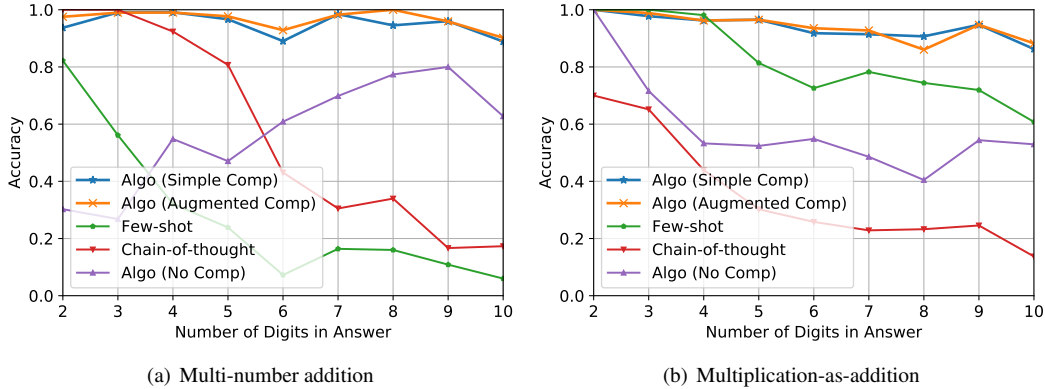 1.0
0.8
0.6
0.4
0.2
0.0
Accuracy
Algo (Simple Comp)
Algo (Augmented Comp)
Few-shot
Chain-of-thought
Algo (No Comp)
2 3 4 5 6 7 8 9 10
Number of Digits in Answer
(a) Multi-number addition
1.0
0.8
0.6
0.4
0.2
0.0
Accuracy
Algo (Simple Comp)
Algo (Augmented Comp)
Few-shot
Chain-of-thought
Algo (No Comp)
2 3 4 5 6 7 8 9 10
Number of Digits in Answer
(b) Multiplication-as-addition